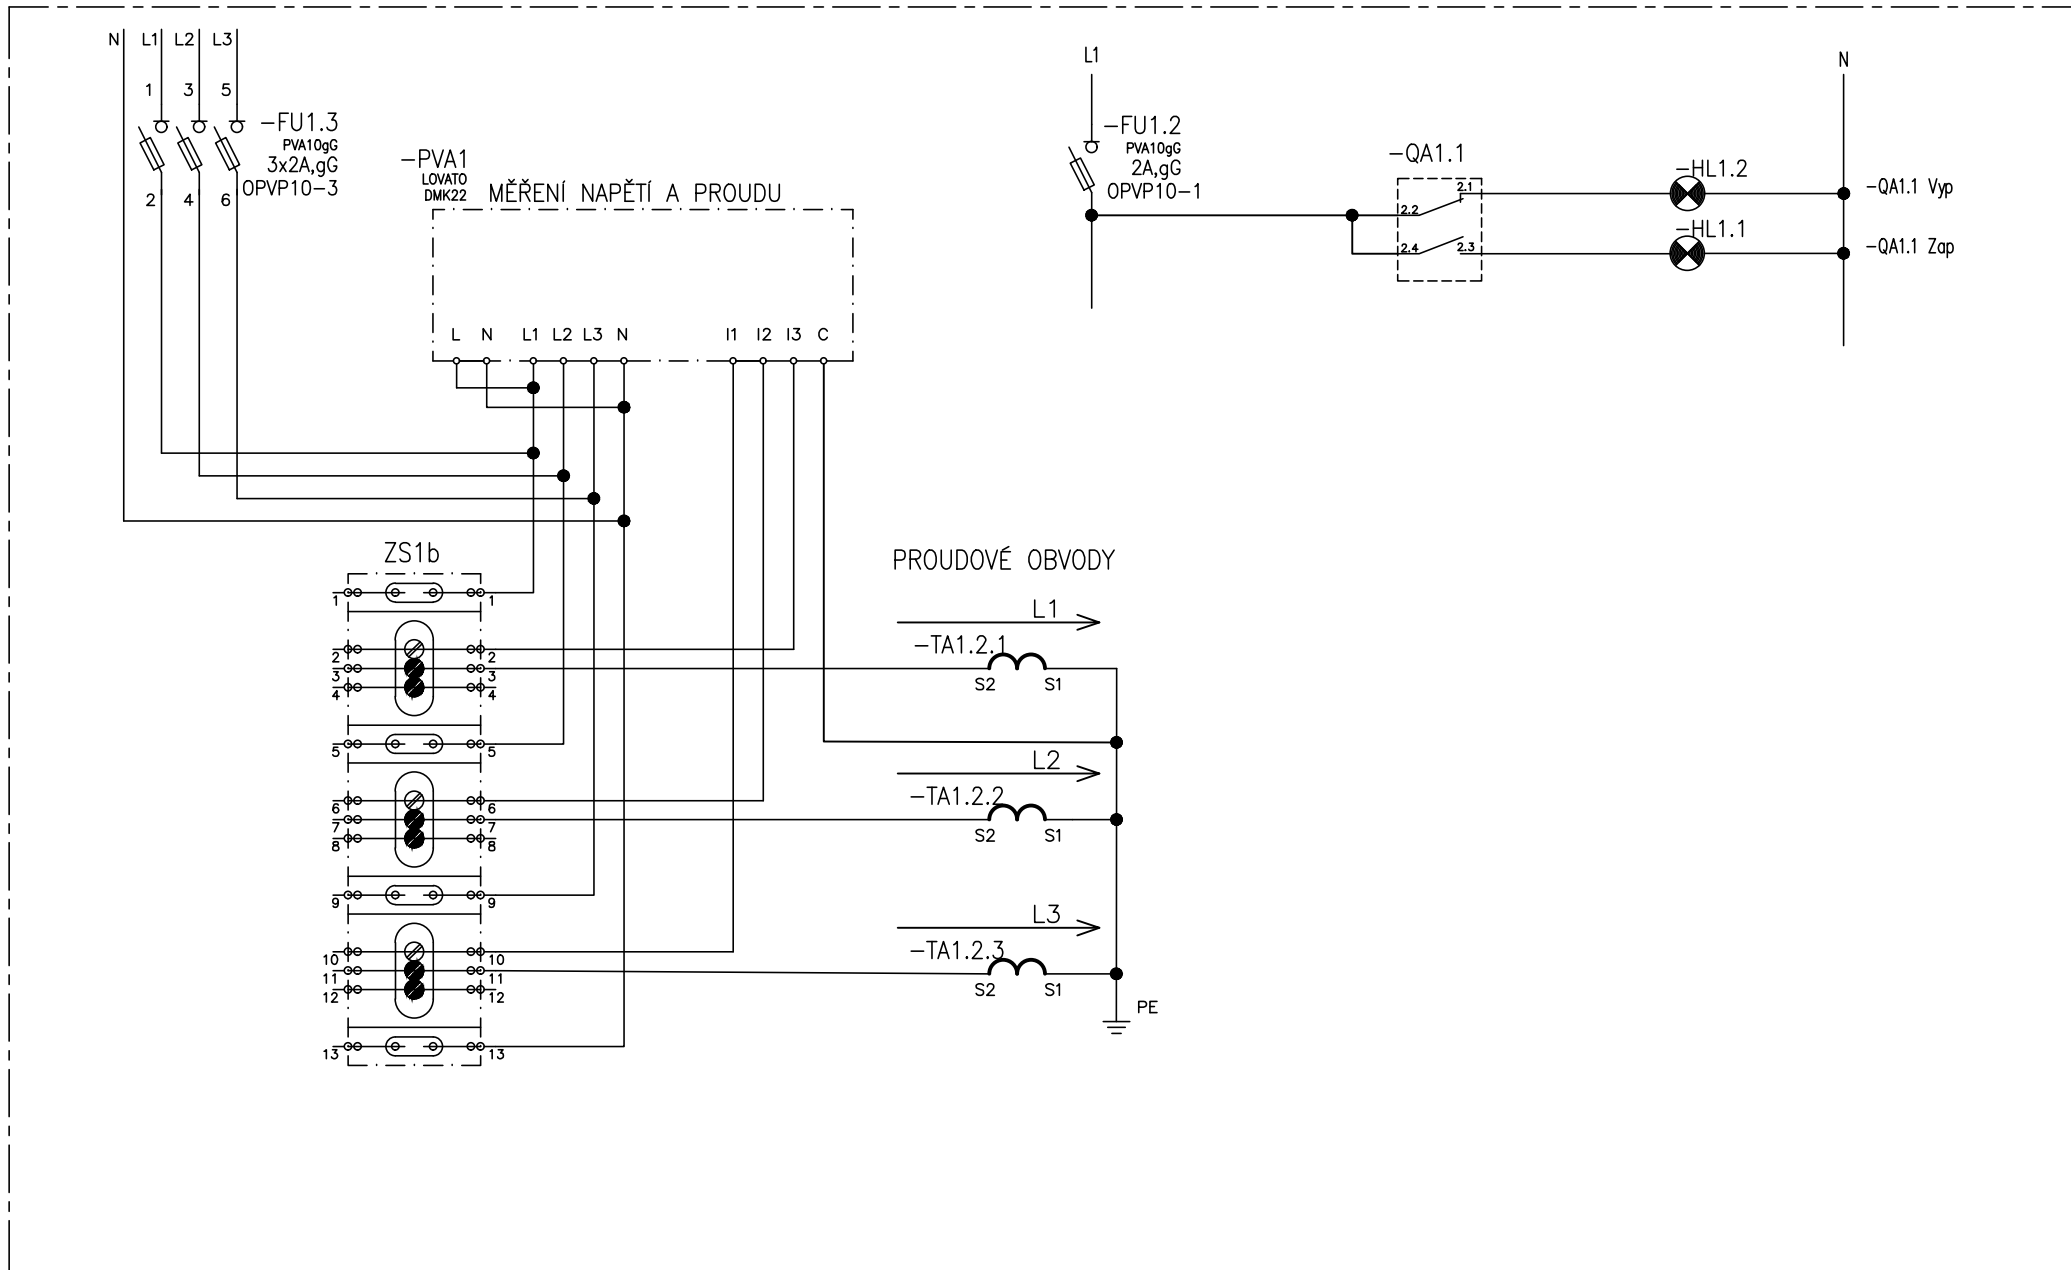 N L1 L2 L3
1 3 5
-FU1.3
PVA10gG
3x2A,gG
OPVP10-3
2 4 6
-PVA1
LOVATO
DMK22
MĚŘENÍ NAPĚTÍ A PROUDU
L N L1 L2 L3 N I1 I2 I3 C
L1
-FU1.2
PVA10gG
2A,gG
OPVP10-1
-QA1.1
2.1
2.2
2.4 2.3
-HL1.2
-HL1.1
N
-QA1.1 Vyp
-QA1.1 Zap
ZS1b
1 1
2 2
3 3
4 4
5 5
6 6
7 7
8 8
9 9
10 10
11 11
12 12
13 13
PROUDOVÉ OBVODY
L1
-TA1.2.1
S2 S1
L2
-TA1.2.2
S2 S1
L3
-TA1.2.3
S2 S1
PE